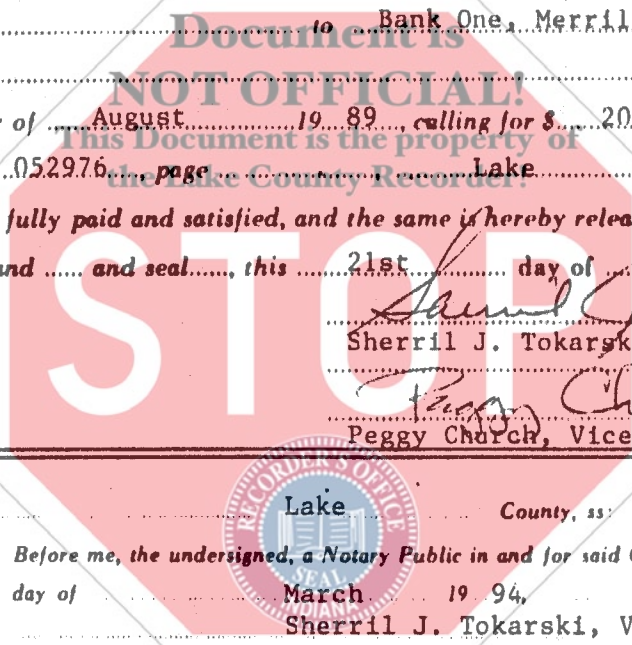 Document is
to Bank One, Merril
NOT OFFICIAL!
of August 19 89, calling for $ 20
This Document is the property of
052976, page , Lake
the Lake County Recorder!
fully paid and satisfied, and the same is hereby relea
and and seal, this 21st day of
STOP
Sherril J. Tokarsk
Peggy Ch
Peggy Church, Vice
RECORDER'S OFFICE
Lake County, ss:
Before me, the undersigned, a Notary Public in and for said
SEAL
day of March 19 94,
INDIANA
Sherril J. Tokarski, V